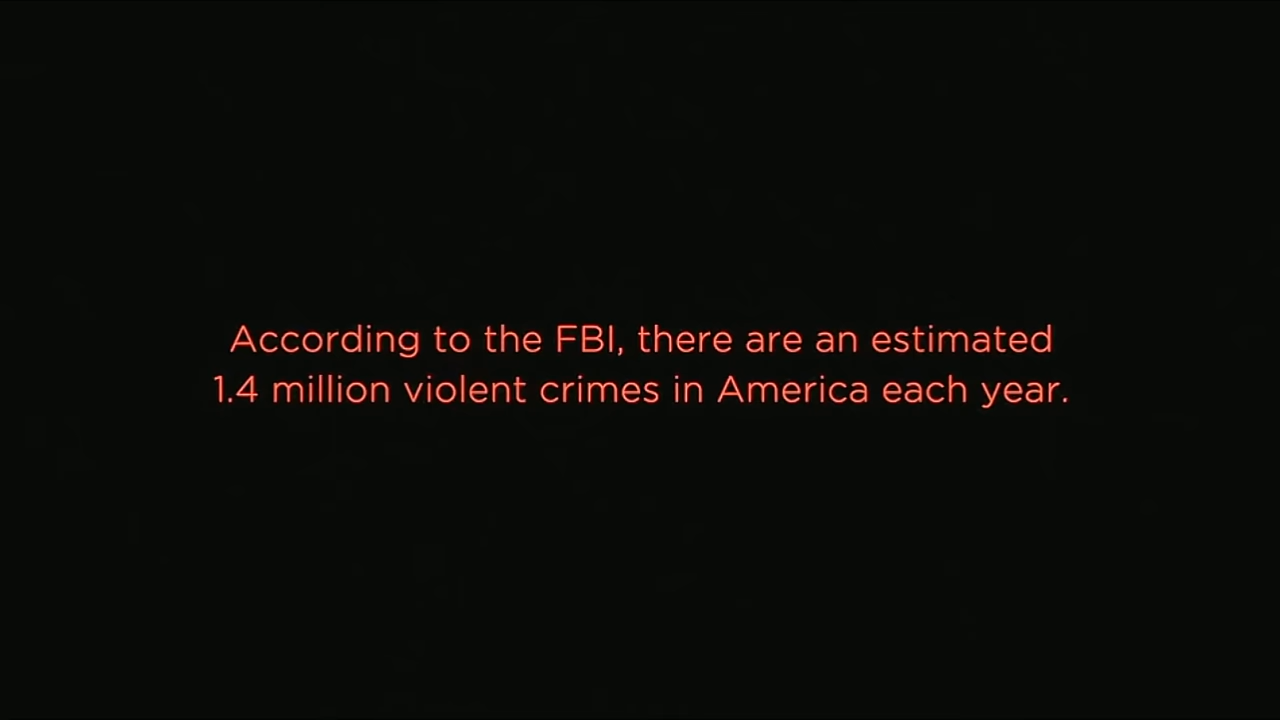 According to the FBI, there are an estimated
1.4 million violent crimes in America each year.